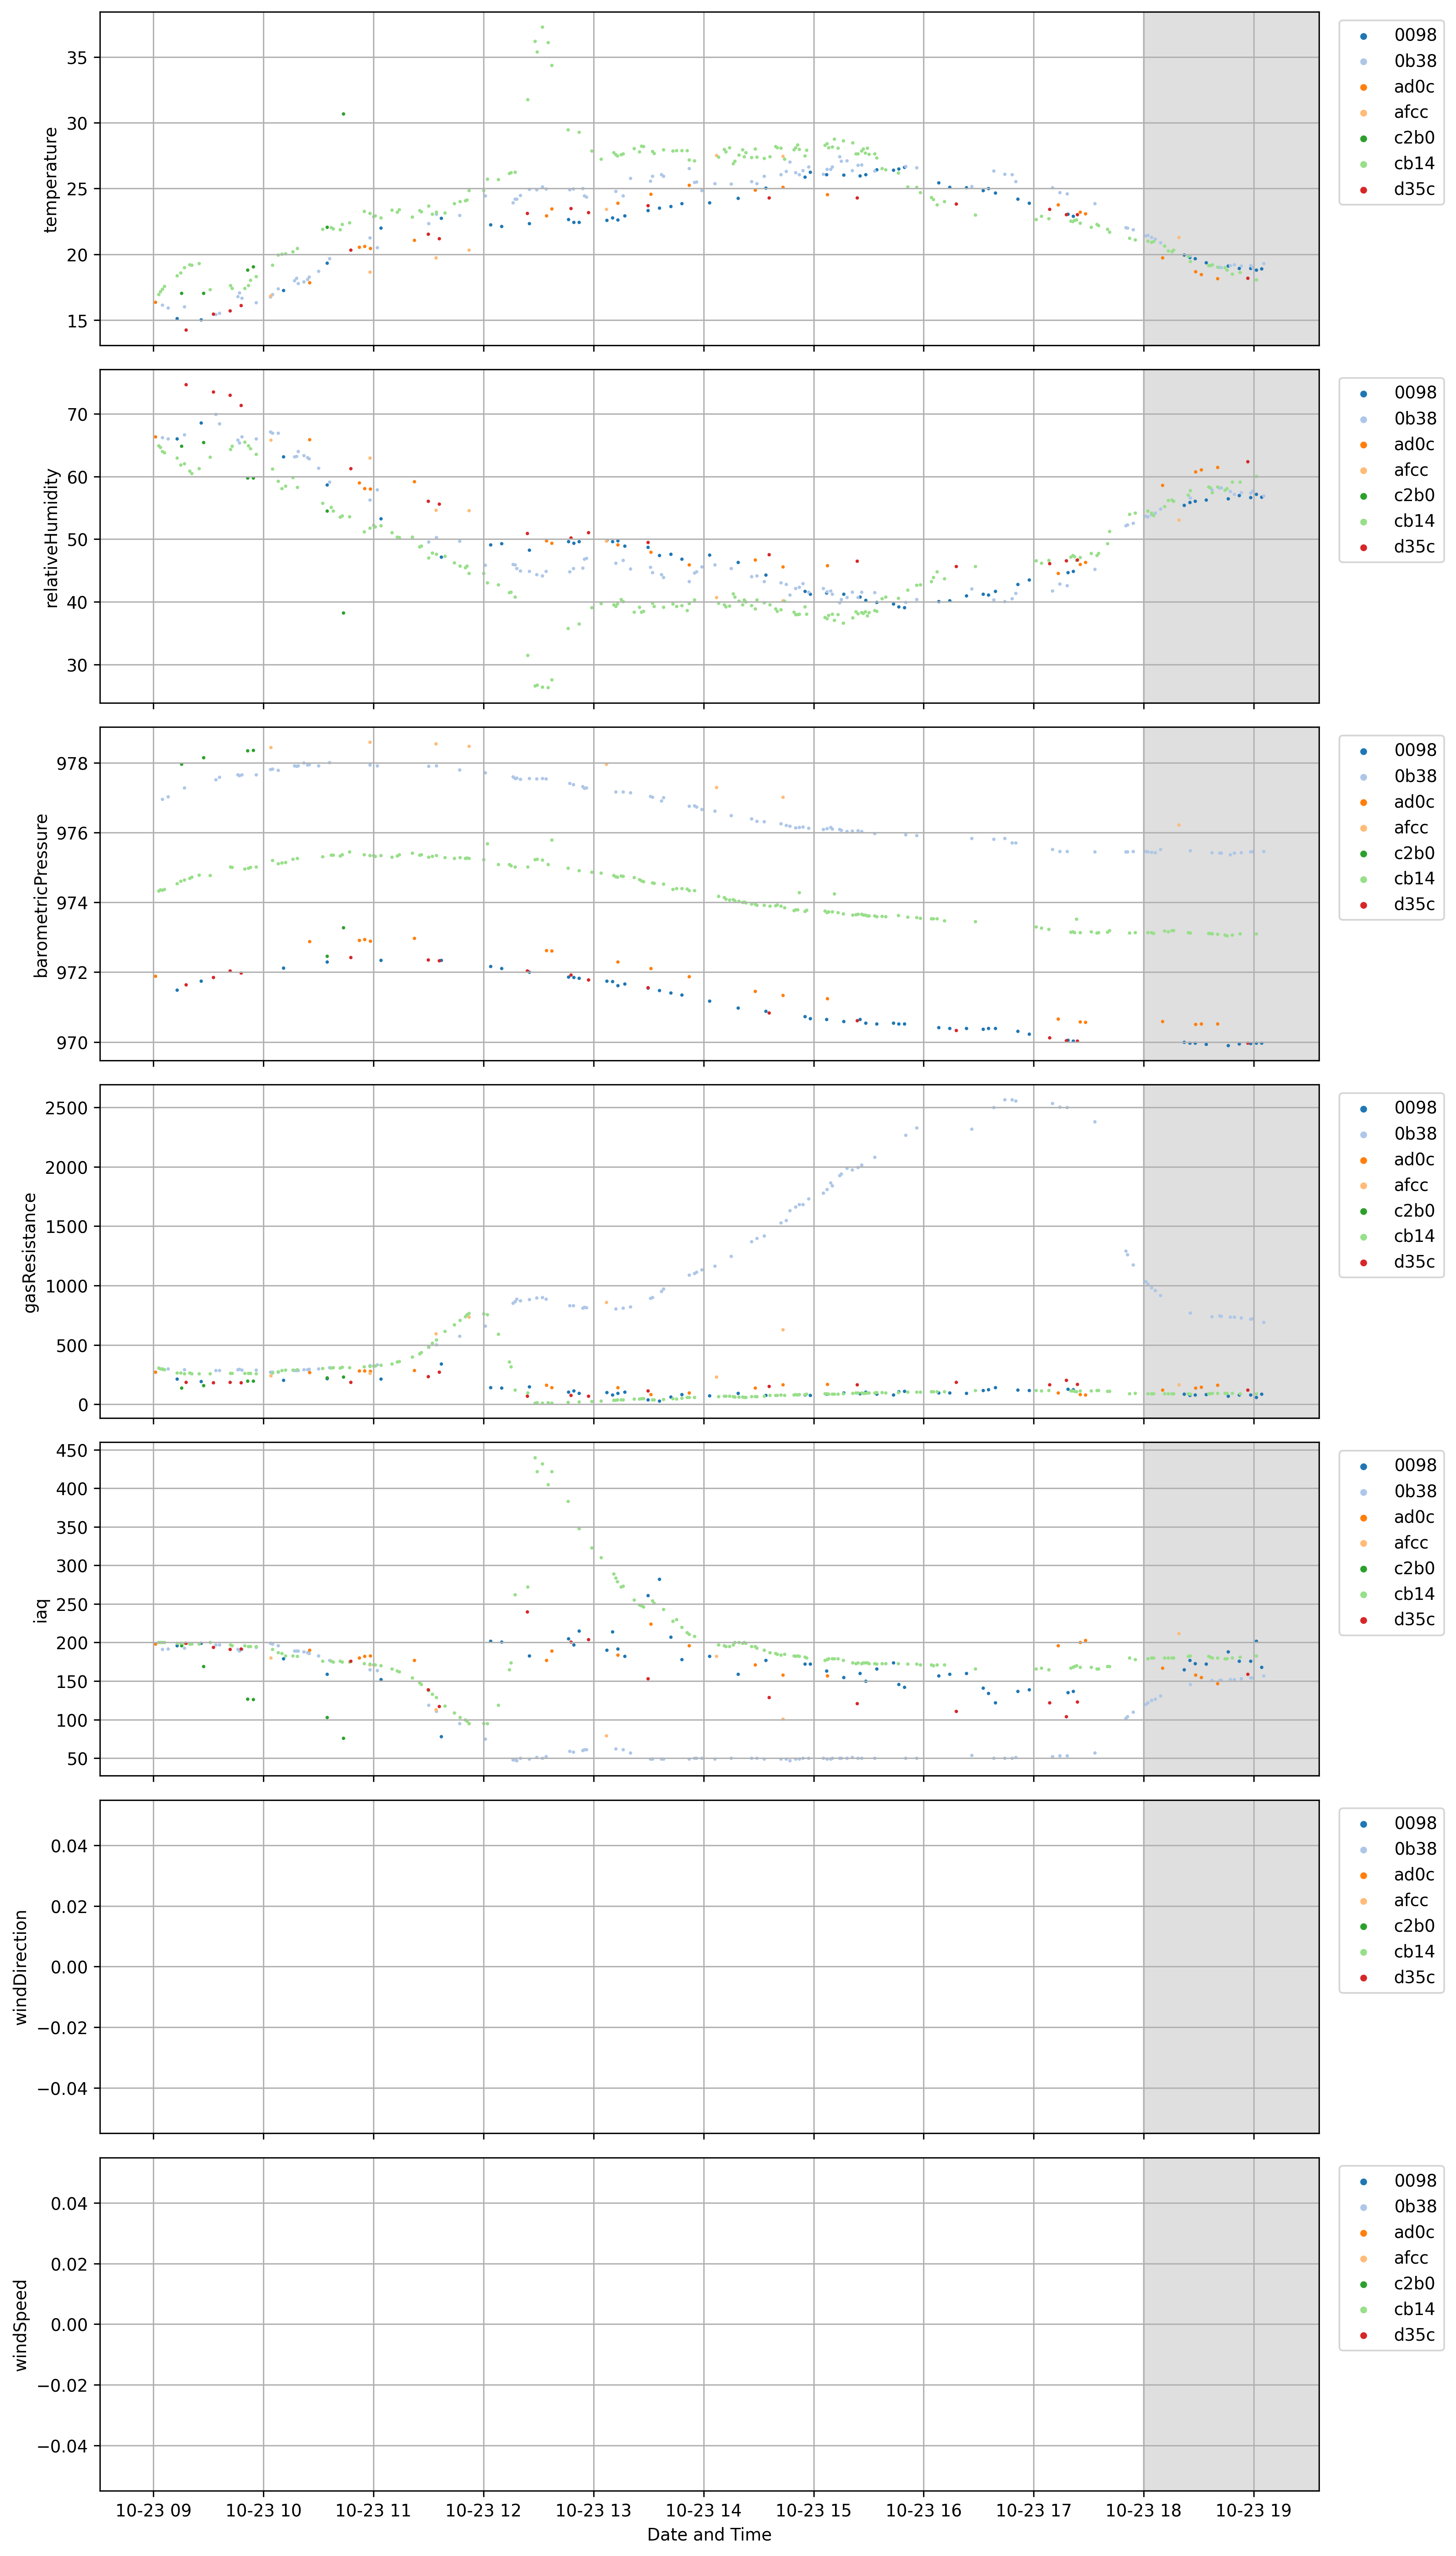 35
30
25
20
15
temperature
0098
0b38
ad0c
afcc
c2b0
cb14
d35c
70
60
50
40
30
relativeHumidity
0098
0b38
ad0c
afcc
c2b0
cb14
d35c
978
976
974
972
970
barometricPressure
0098
0b38
ad0c
afcc
c2b0
cb14
d35c
2500
2000
1500
1000
500
0
gasResistance
0098
0b38
ad0c
afcc
c2b0
cb14
d35c
450
400
350
300
250
200
150
100
50
iaq
0098
0b38
ad0c
afcc
c2b0
cb14
d35c
0.04
0.02
0.00
−0.02
−0.04
windDirection
0098
0b38
ad0c
afcc
c2b0
cb14
d35c
0.04
0.02
0.00
−0.02
−0.04
windSpeed
0098
0b38
ad0c
afcc
c2b0
cb14
d35c
10-23 09 10-23 10 10-23 11 10-23 12 10-23 13 10-23 14 10-23 15 10-23 16 10-23 17 10-23 18 10-23 19
Date and Time